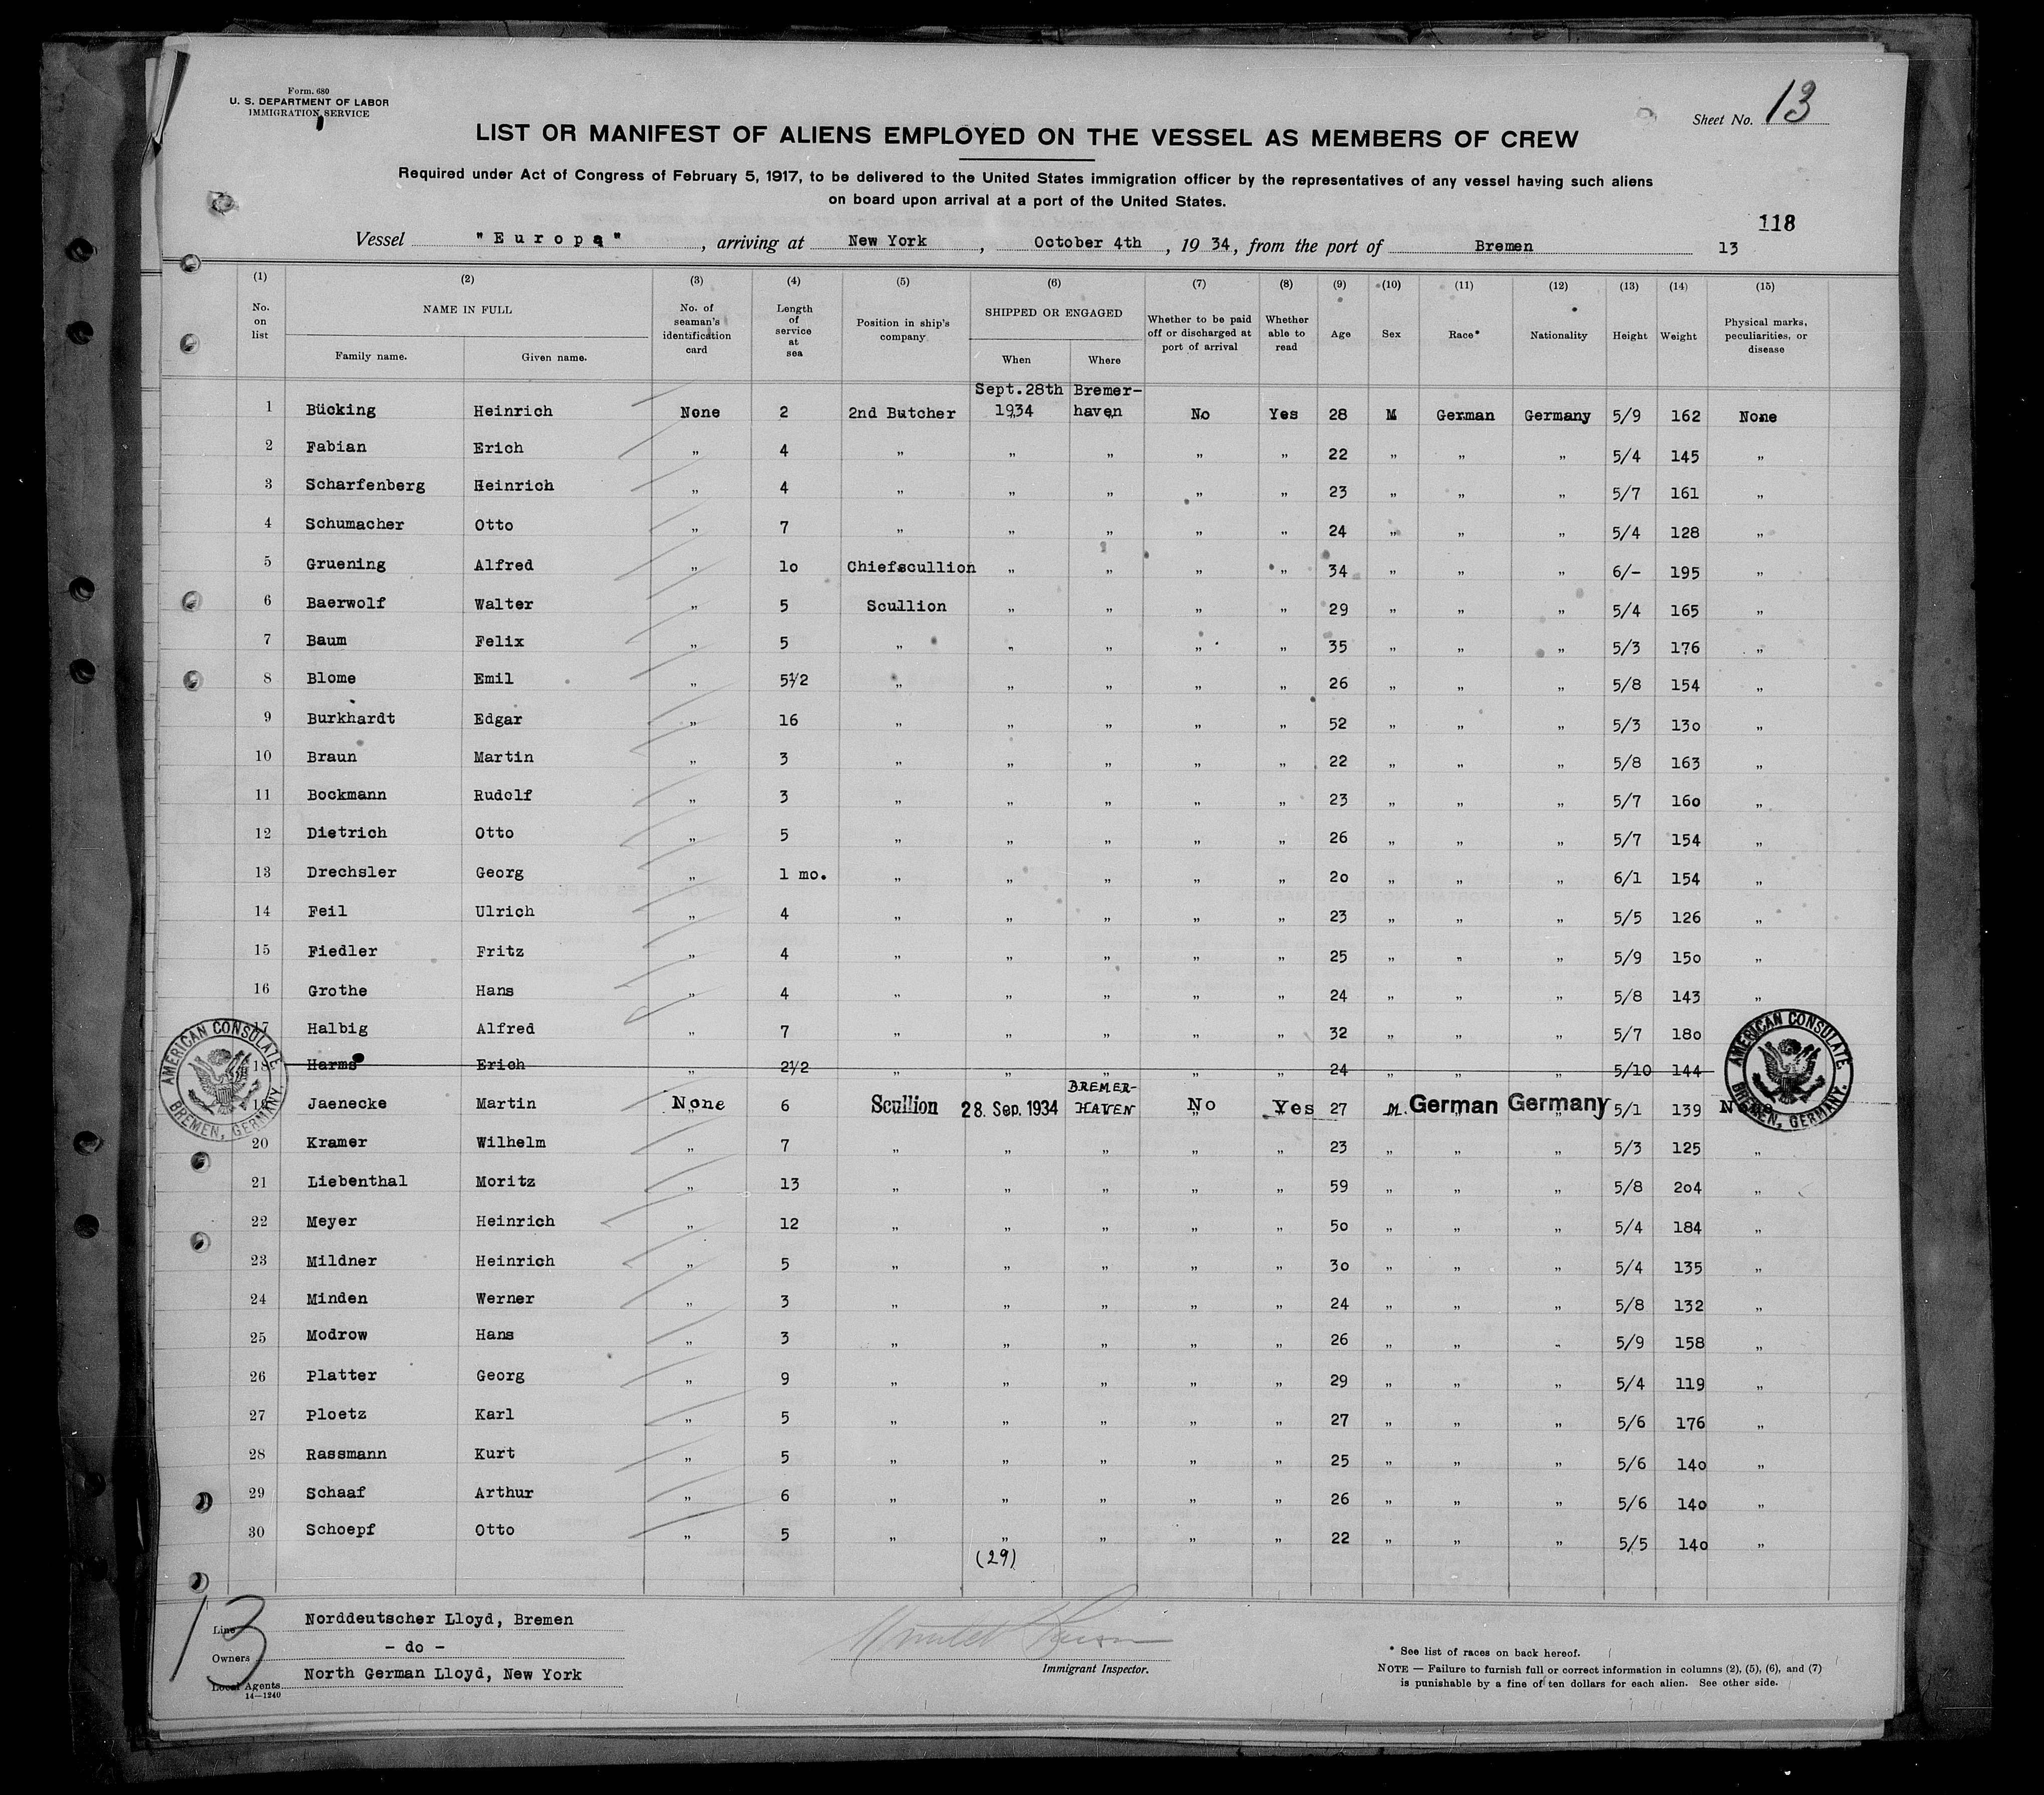 Form. 680
U. S. DEPARTMENT OF LABOR
IMMIGRATION SERVICE
Sheet No. 13
LIST OR MANIFEST OF ALIENS EMPLOYED ON THE VESSEL AS MEMBERS OF CREW
Required under Act of Congress of February 5, 1917, to be delivered to the United States immigration officer by the representatives of any vessel having such aliens
on board upon arrival at a port of the United States.
118
Vessel "Europa", arriving at New York, October 4th, 1934, from the port of Bremen 13
(1) (2) (3) (4) (5) (6) (7) (8) (9) (10) (11) (12) (13) (14) (15)
No. on list NAME IN FULL Family name. Given name. No. of seaman's identification card Length of service at sea Position in ship's company SHIPPED OR ENGAGED When Where Whether to be paid off or discharged at port of arrival Whether able to read Age Sex Race* Nationality Height Weight Physical marks, peculiarities, or disease
Sept.28th Bremer-
1 Bücking Heinrich None 2 2nd Butcher 1934 haven No Yes 28 M German Germany 5/9 162 None
2 Fabian Erich „ 4 „ „ „ „ „ 22 „ „ „ 5/4 145 „
3 Scharfenberg Heinrich „ 4 „ „ „ „ „ 23 „ „ „ 5/7 161 „
4 Schumacher Otto „ 7 „ „ „ „ „ 24 „ „ „ 5/4 128 „
5 Gruening Alfred „ 1o Chiefscullion „ „ „ „ 34 „ „ „ 6/- 195 „
6 Baerwolf Walter „ 5 Scullion „ „ „ „ 29 „ „ „ 5/4 165 „
7 Baum Felix „ 5 „ „ „ „ „ 35 „ „ „ 5/3 176 „
8 Blome Emil „ 5½ „ „ „ „ „ 26 „ „ „ 5/8 154 „
9 Burkhardt Edgar „ 16 „ „ „ „ „ 52 „ „ „ 5/3 13o „
10 Braun Martin „ 3 „ „ „ „ „ 22 „ „ „ 5/8 163 „
11 Bockmann Rudolf „ 3 „ „ „ „ „ 23 „ „ „ 5/7 16o „
12 Dietrich Otto „ 5 „ „ „ „ „ 26 „ „ „ 5/7 154 „
13 Drechsler Georg „ 1 mo. „ „ „ „ „ 2o „ „ „ 6/1 154 „
14 Feil Ulrich „ 4 „ „ „ „ „ 23 „ „ „ 5/5 126 „
15 Fiedler Fritz „ 4 „ „ „ „ „ 25 „ „ „ 5/9 15o „
16 Grothe Hans „ 4 „ „ „ „ „ 24 „ „ „ 5/8 143 „
17 Halbig Alfred „ 7 „ „ „ „ „ 32 „ „ „ 5/7 18o „
18 Harms Erich „ 2½ „ „ „ „ „ 24 „ „ „ 5/10 144
AMERICAN CONSULATE BREMEN, GERMANY.
AMERICAN CONSULATE BREMEN, GERMANY.
BREMER-
19 Jaenecke Martin None 6 Scullion 28. Sep. 1934 HAVEN No Yes 27 M. German Germany 5/1 139 None
20 Kramer Wilhelm „ 7 „ „ „ „ „ 23 „ „ „ 5/3 125 „
21 Liebenthal Moritz „ 13 „ „ „ „ „ 59 „ „ „ 5/8 2o4 „
22 Meyer Heinrich „ 12 „ „ „ „ „ 5o „ „ „ 5/4 184 „
23 Mildner Heinrich „ 5 „ „ „ „ „ 3o „ „ „ 5/4 135 „
24 Minden Werner „ 3 „ „ „ „ „ 24 „ „ „ 5/8 132 „
25 Modrow Hans „ 3 „ „ „ „ „ 26 „ „ „ 5/9 158 „
26 Platter Georg „ 9 „ „ „ „ „ 29 „ „ „ 5/4 119 „
27 Ploetz Karl „ 5 „ „ „ „ „ 27 „ „ „ 5/6 176 „
28 Rassmann Kurt „ 5 „ „ „ „ „ 25 „ „ „ 5/6 14o „
29 Schaaf Arthur „ 6 „ „ „ „ „ 26 „ „ „ 5/6 14o „
30 Schoepf Otto „ 5 „ „ „ „ „ 22 „ „ „ 5/5 14o „
(29)
13
Line Norddeutscher Lloyd, Bremen
Owners - do -
Local Agents North German Lloyd, New York
14—1240
Immigrant Inspector.
* See list of races on back hereof.
NOTE — Failure to furnish full or correct information in columns (2), (5), (6), and (7)
is punishable by a fine of ten dollars for each alien. See other side.